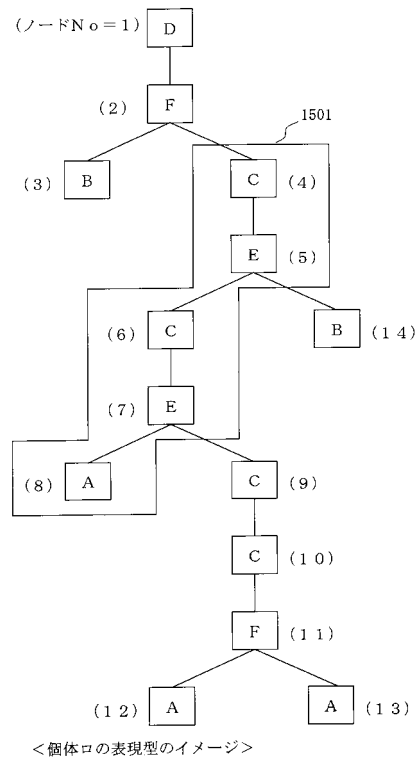 (ノードNo=1) D
(2) F
1501
(3) B C (4)
E (5)
(6) C B (14)
(7) E
(8) A C (9)
C (10)
F (11)
(12) A A (13)
<個体ロの表現型のイメージ>